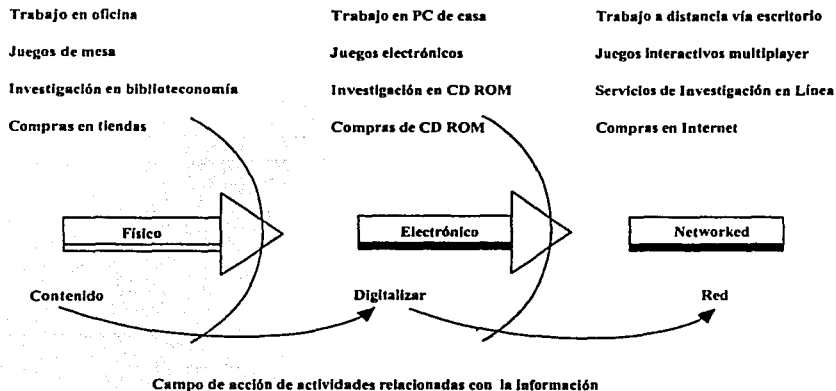 Trabajo en oficina Trabajo en PC de casa Trabajo a distancia vía escritorio
Juegos de mesa Juegos electrónicos Juegos interactivos multiplayer
Investigación en biblioteconomía Investigación en CD ROM Servicios de Investigación en Línea
Compras en tiendas Compras de CD ROM Compras en Internet
Físico Electrónico Networked
Contenido Digitalizar Red
Campo de acción de actividades relacionadas con la información